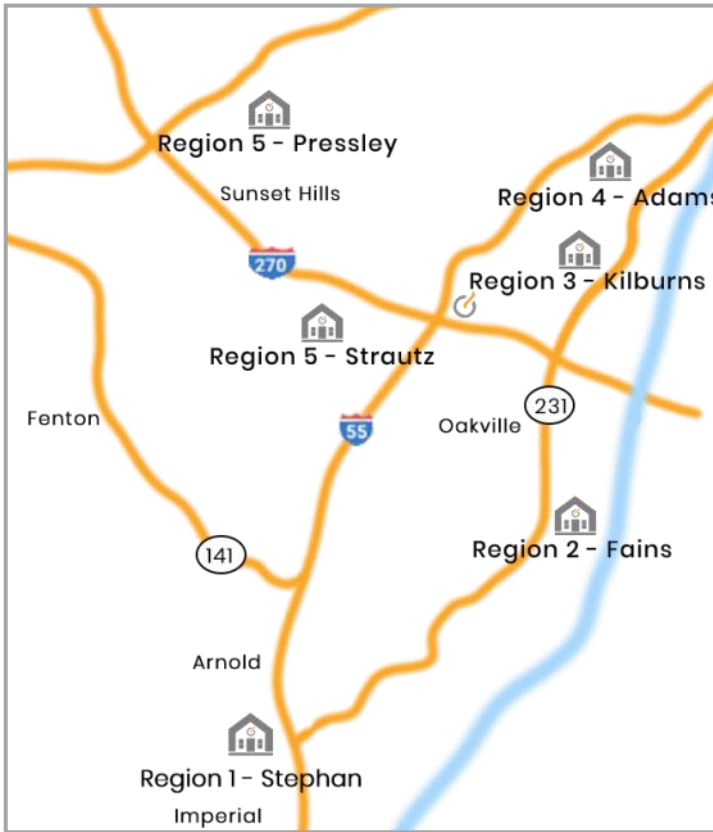 Region 5 - Pressley
Sunset Hills
Region 4 - Adams
270
Region 3 - Kilburns
Region 5 - Strautz
231
Fenton
55
Oakville
Region 2 - Fains
141
Arnold
Region 1 - Stephan
Imperial